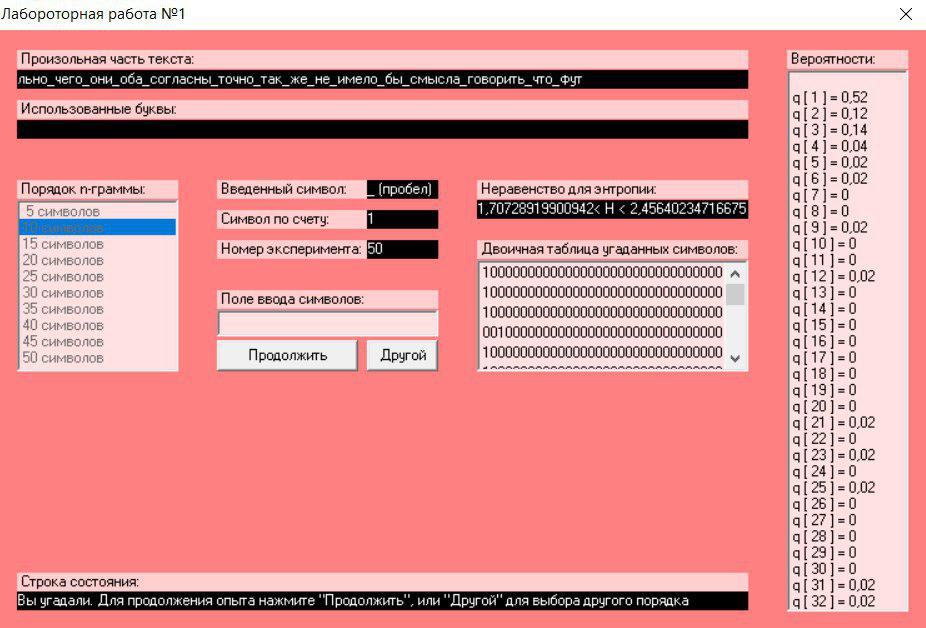 Лабороторная работа №1
Произольная часть текста:
льно_чего_они_оба_согласны_точно_так_же_не_имело_бы_смысла_говорить_что_фут
Использованные буквы:
Порядок n-граммы:
5 символов
10 символов
15 символов
20 символов
25 символов
30 символов
35 символов
40 символов
45 символов
50 символов
Введенный символ: _ (пробел)
Символ по счету: 1
Номер эксперимента: 50
Поле ввода символов:
Продолжить
Другой
Неравенство для энтропии:
1,70728919900942< H < 2,45640234716675
Двоичная таблица угаданных символов:
10000000000000000000000000000000
10000000000000000000000000000000
10000000000000000000000000000000
00100000000000000000000000000000
10000000000000000000000000000000
Вероятности:
q [ 1 ] = 0,52
q [ 2 ] = 0,12
q [ 3 ] = 0,14
q [ 4 ] = 0,04
q [ 5 ] = 0,02
q [ 6 ] = 0,02
q [ 7 ] = 0
q [ 8 ] = 0
q [ 9 ] = 0,02
q [ 10 ] = 0
q [ 11 ] = 0
q [ 12 ] = 0,02
q [ 13 ] = 0
q [ 14 ] = 0
q [ 15 ] = 0
q [ 16 ] = 0
q [ 17 ] = 0
q [ 18 ] = 0
q [ 19 ] = 0
q [ 20 ] = 0
q [ 21 ] = 0,02
q [ 22 ] = 0
q [ 23 ] = 0,02
q [ 24 ] = 0
q [ 25 ] = 0,02
q [ 26 ] = 0
q [ 27 ] = 0
q [ 28 ] = 0
q [ 29 ] = 0
q [ 30 ] = 0
q [ 31 ] = 0,02
q [ 32 ] = 0,02
Строка состояния:
Вы угадали. Для продолжения опыта нажмите "Продолжить", или "Другой" для выбора другого порядка